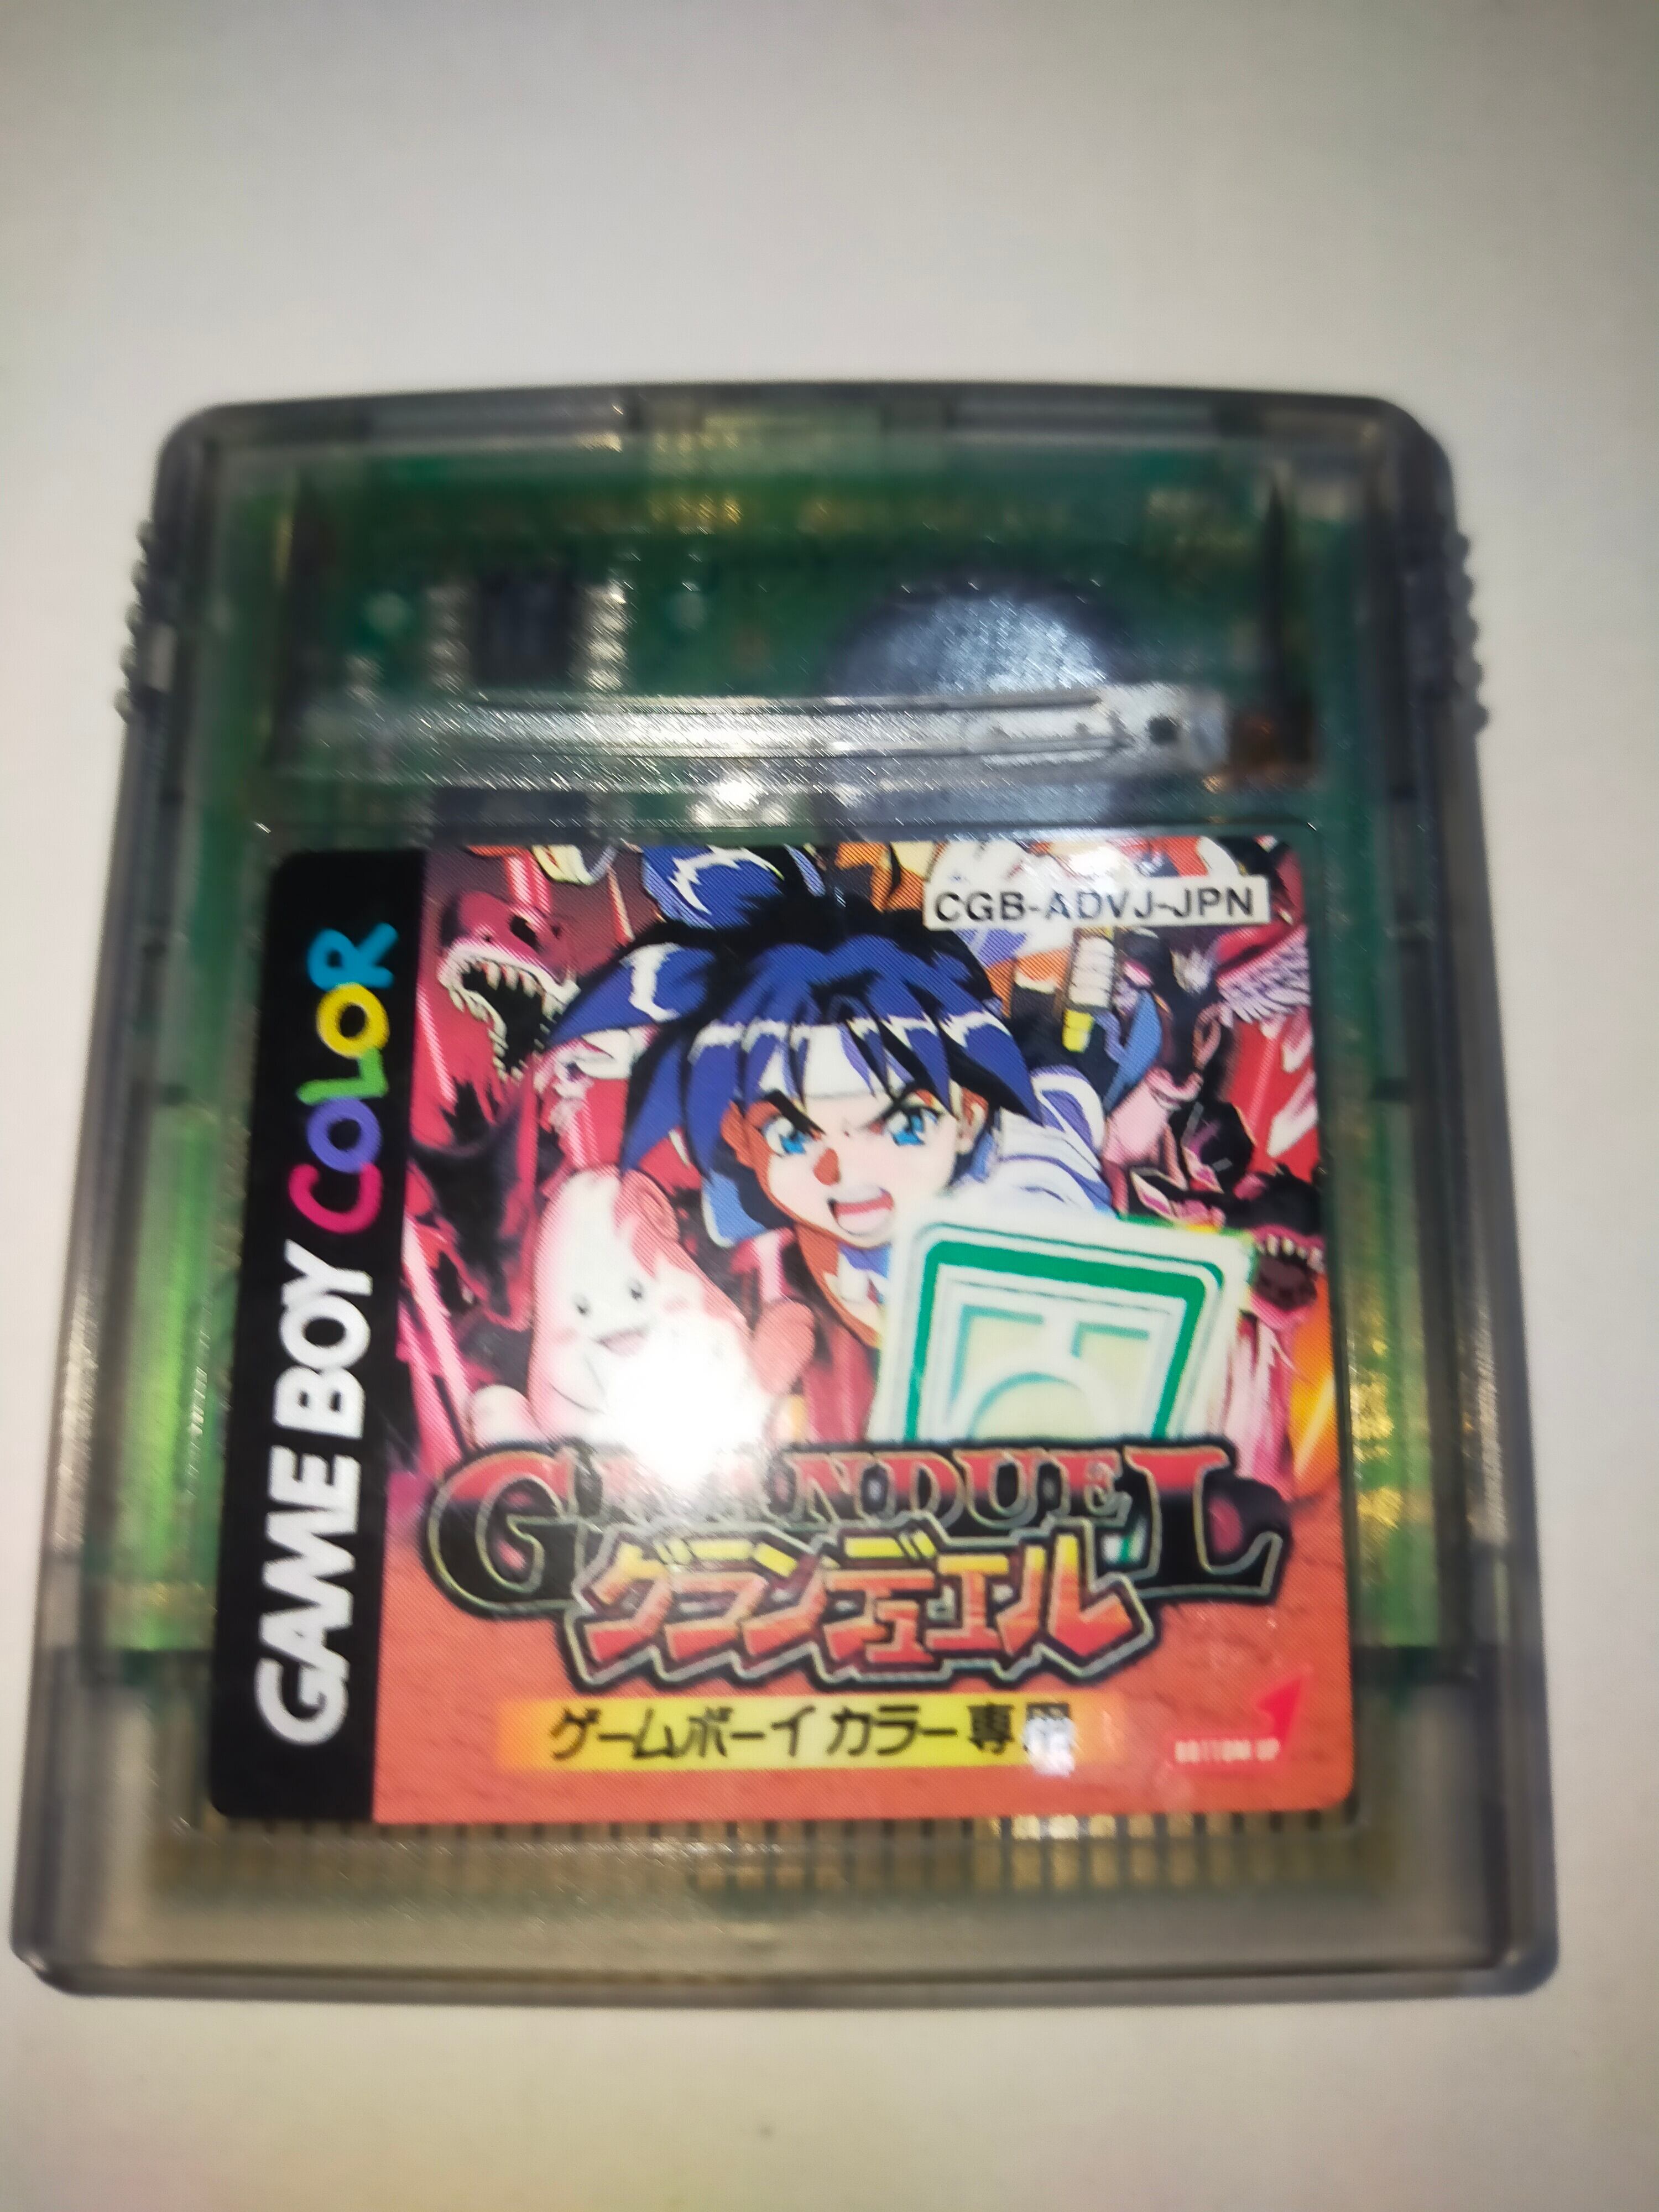 GAME BOY COLOR
CGB-ADVJ-JPN
GRANDUEL
グランデュエル
ゲームボーイカラー専用
BOTTOM UP